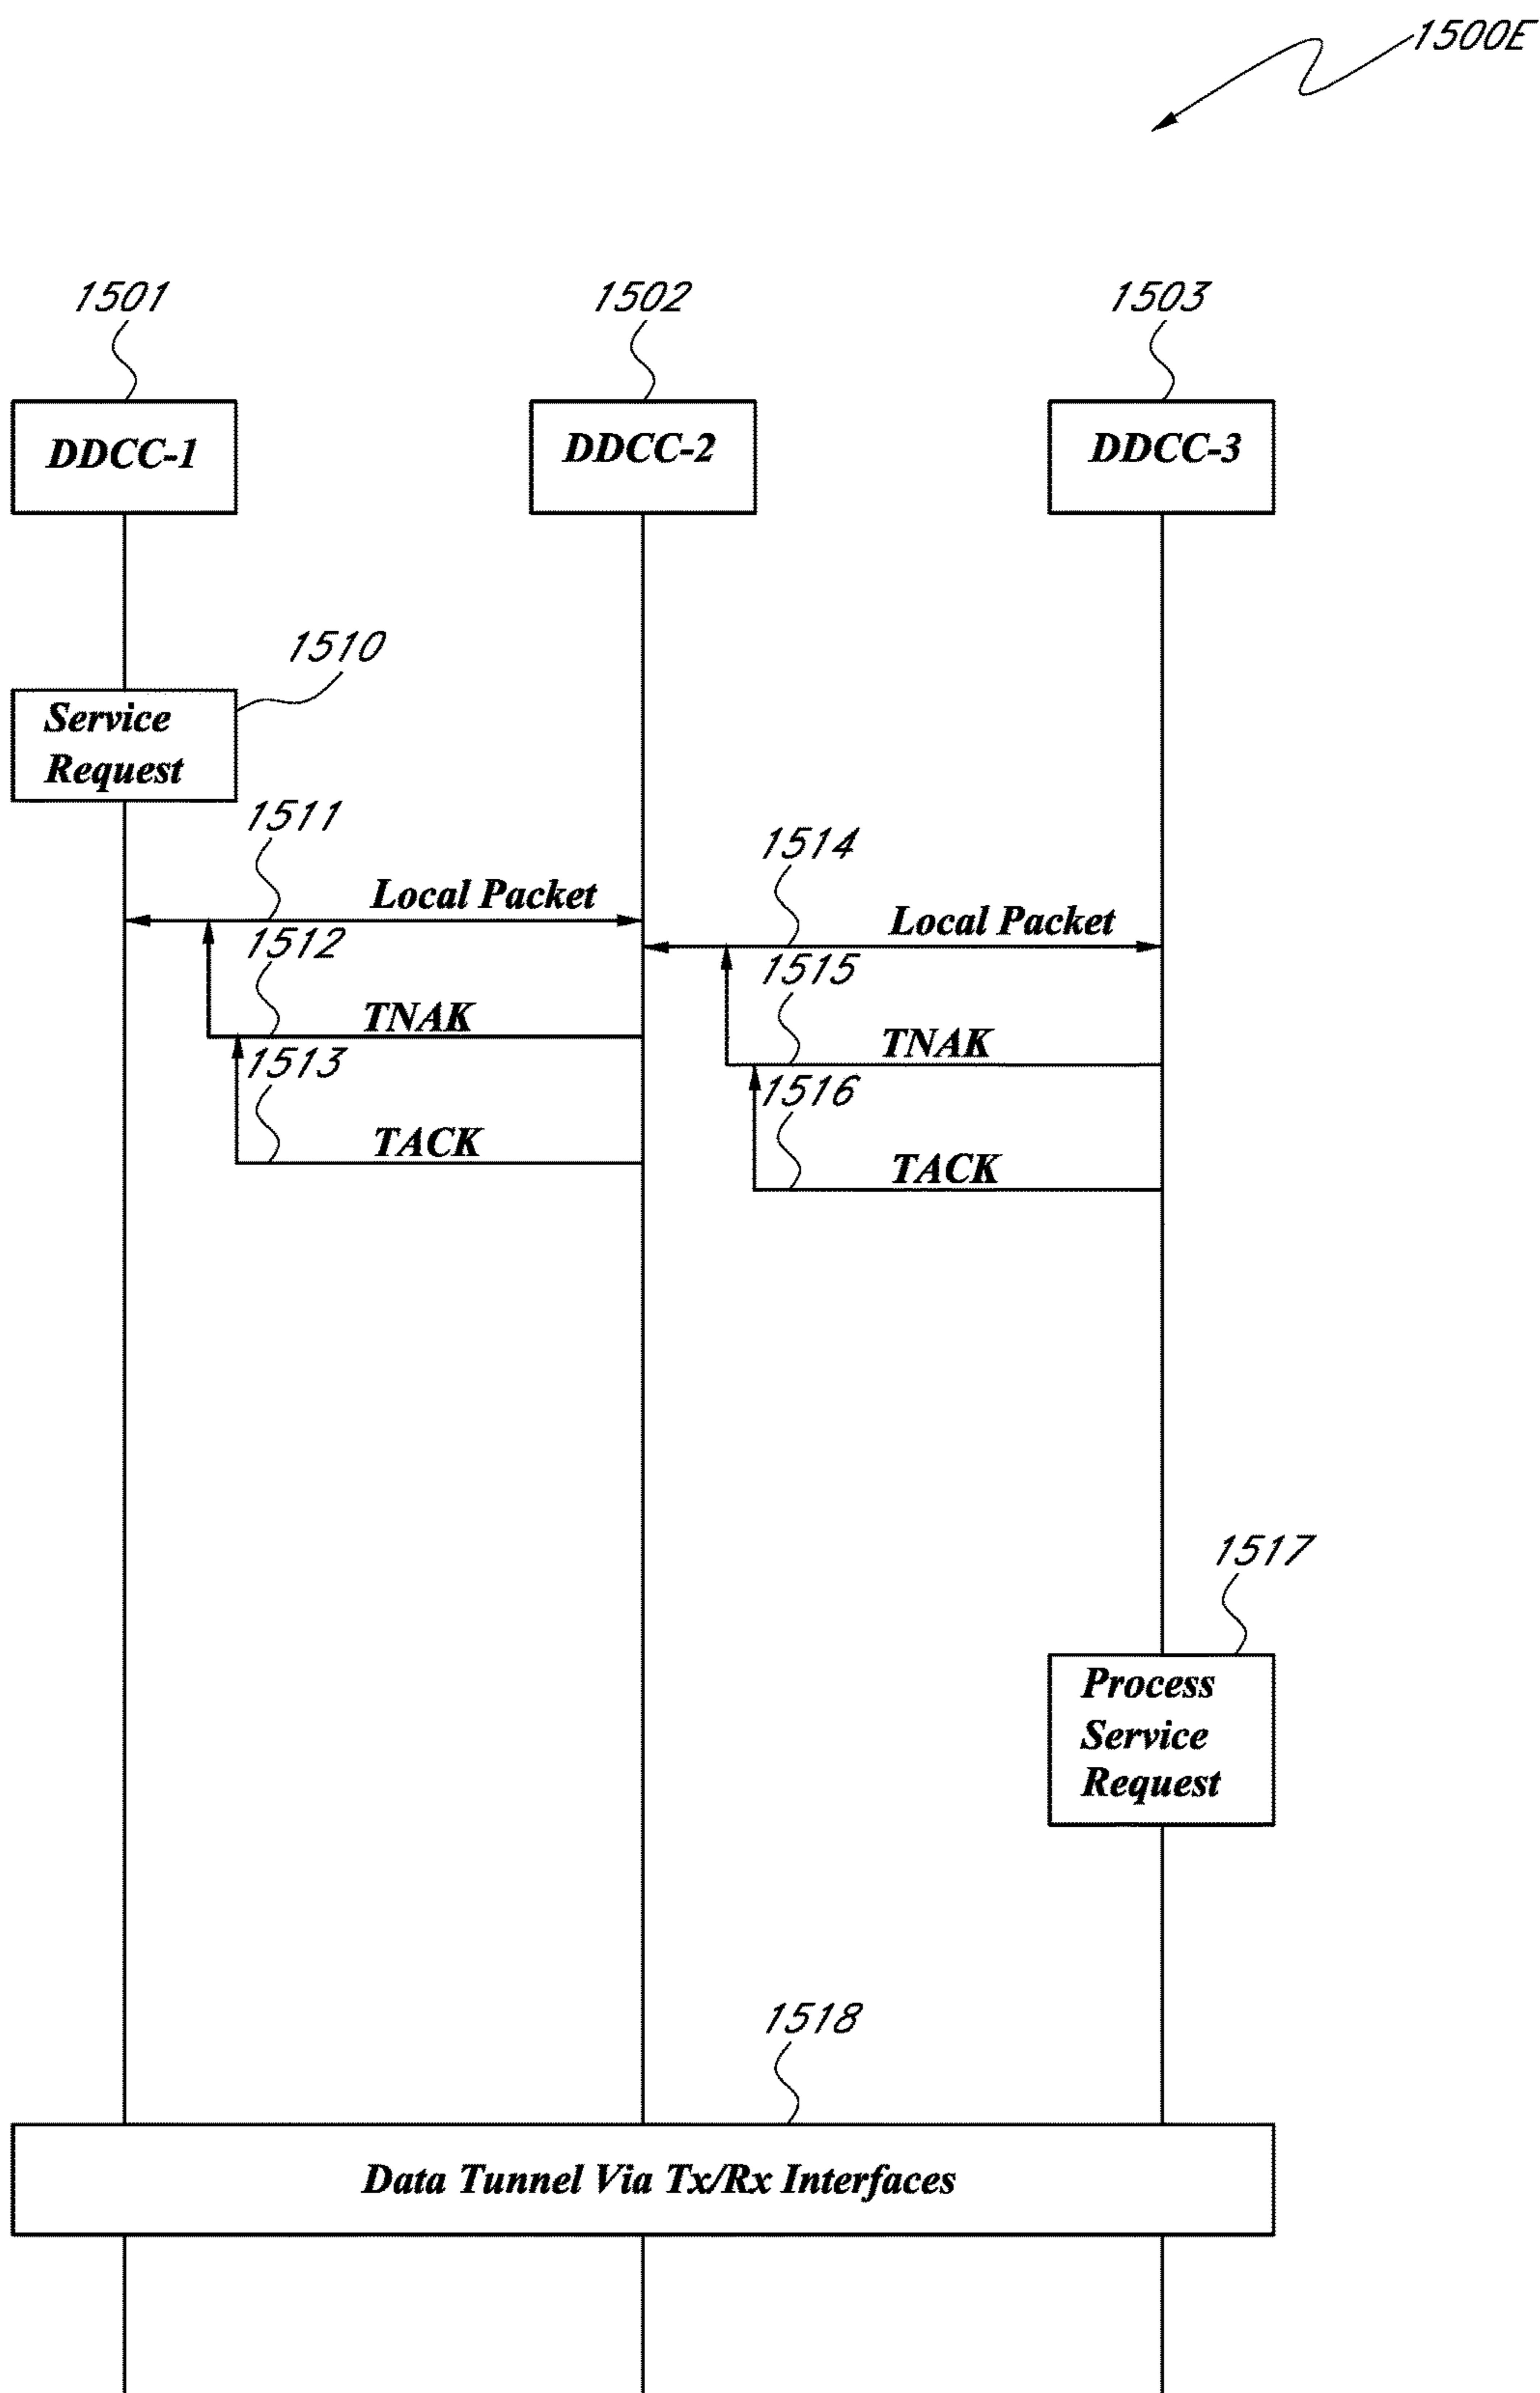 1500E
1501
1502
1503
DDCC-1
DDCC-2
DDCC-3
1510
Service
Request
1511
1514
Local Packet
Local Packet
1512
1515
TNAK
TNAK
1513
1516
TACK
TACK
1517
Process
Service
Request
1518
Data Tunnel Via Tx/Rx Interfaces